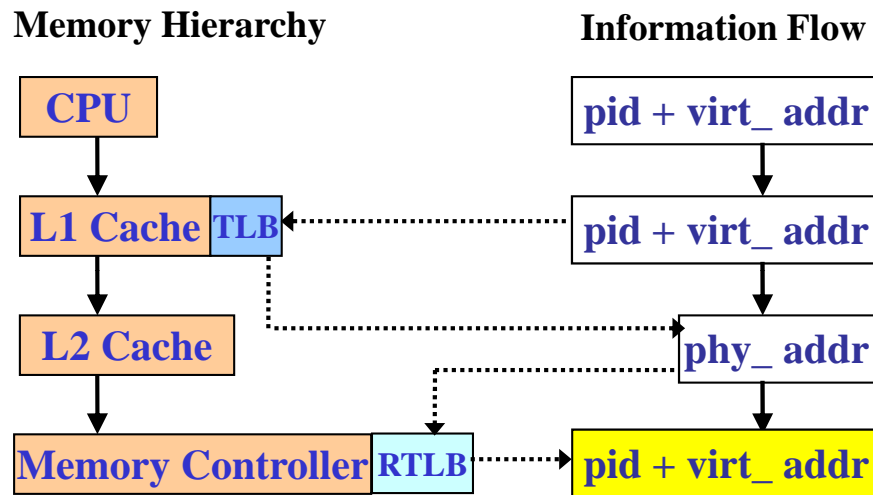 Memory Hierarchy
Information Flow
CPU
pid + virt_ addr
L1 Cache TLB
pid + virt_ addr
L2 Cache
phy_ addr
Memory Controller RTLB
pid + virt_ addr